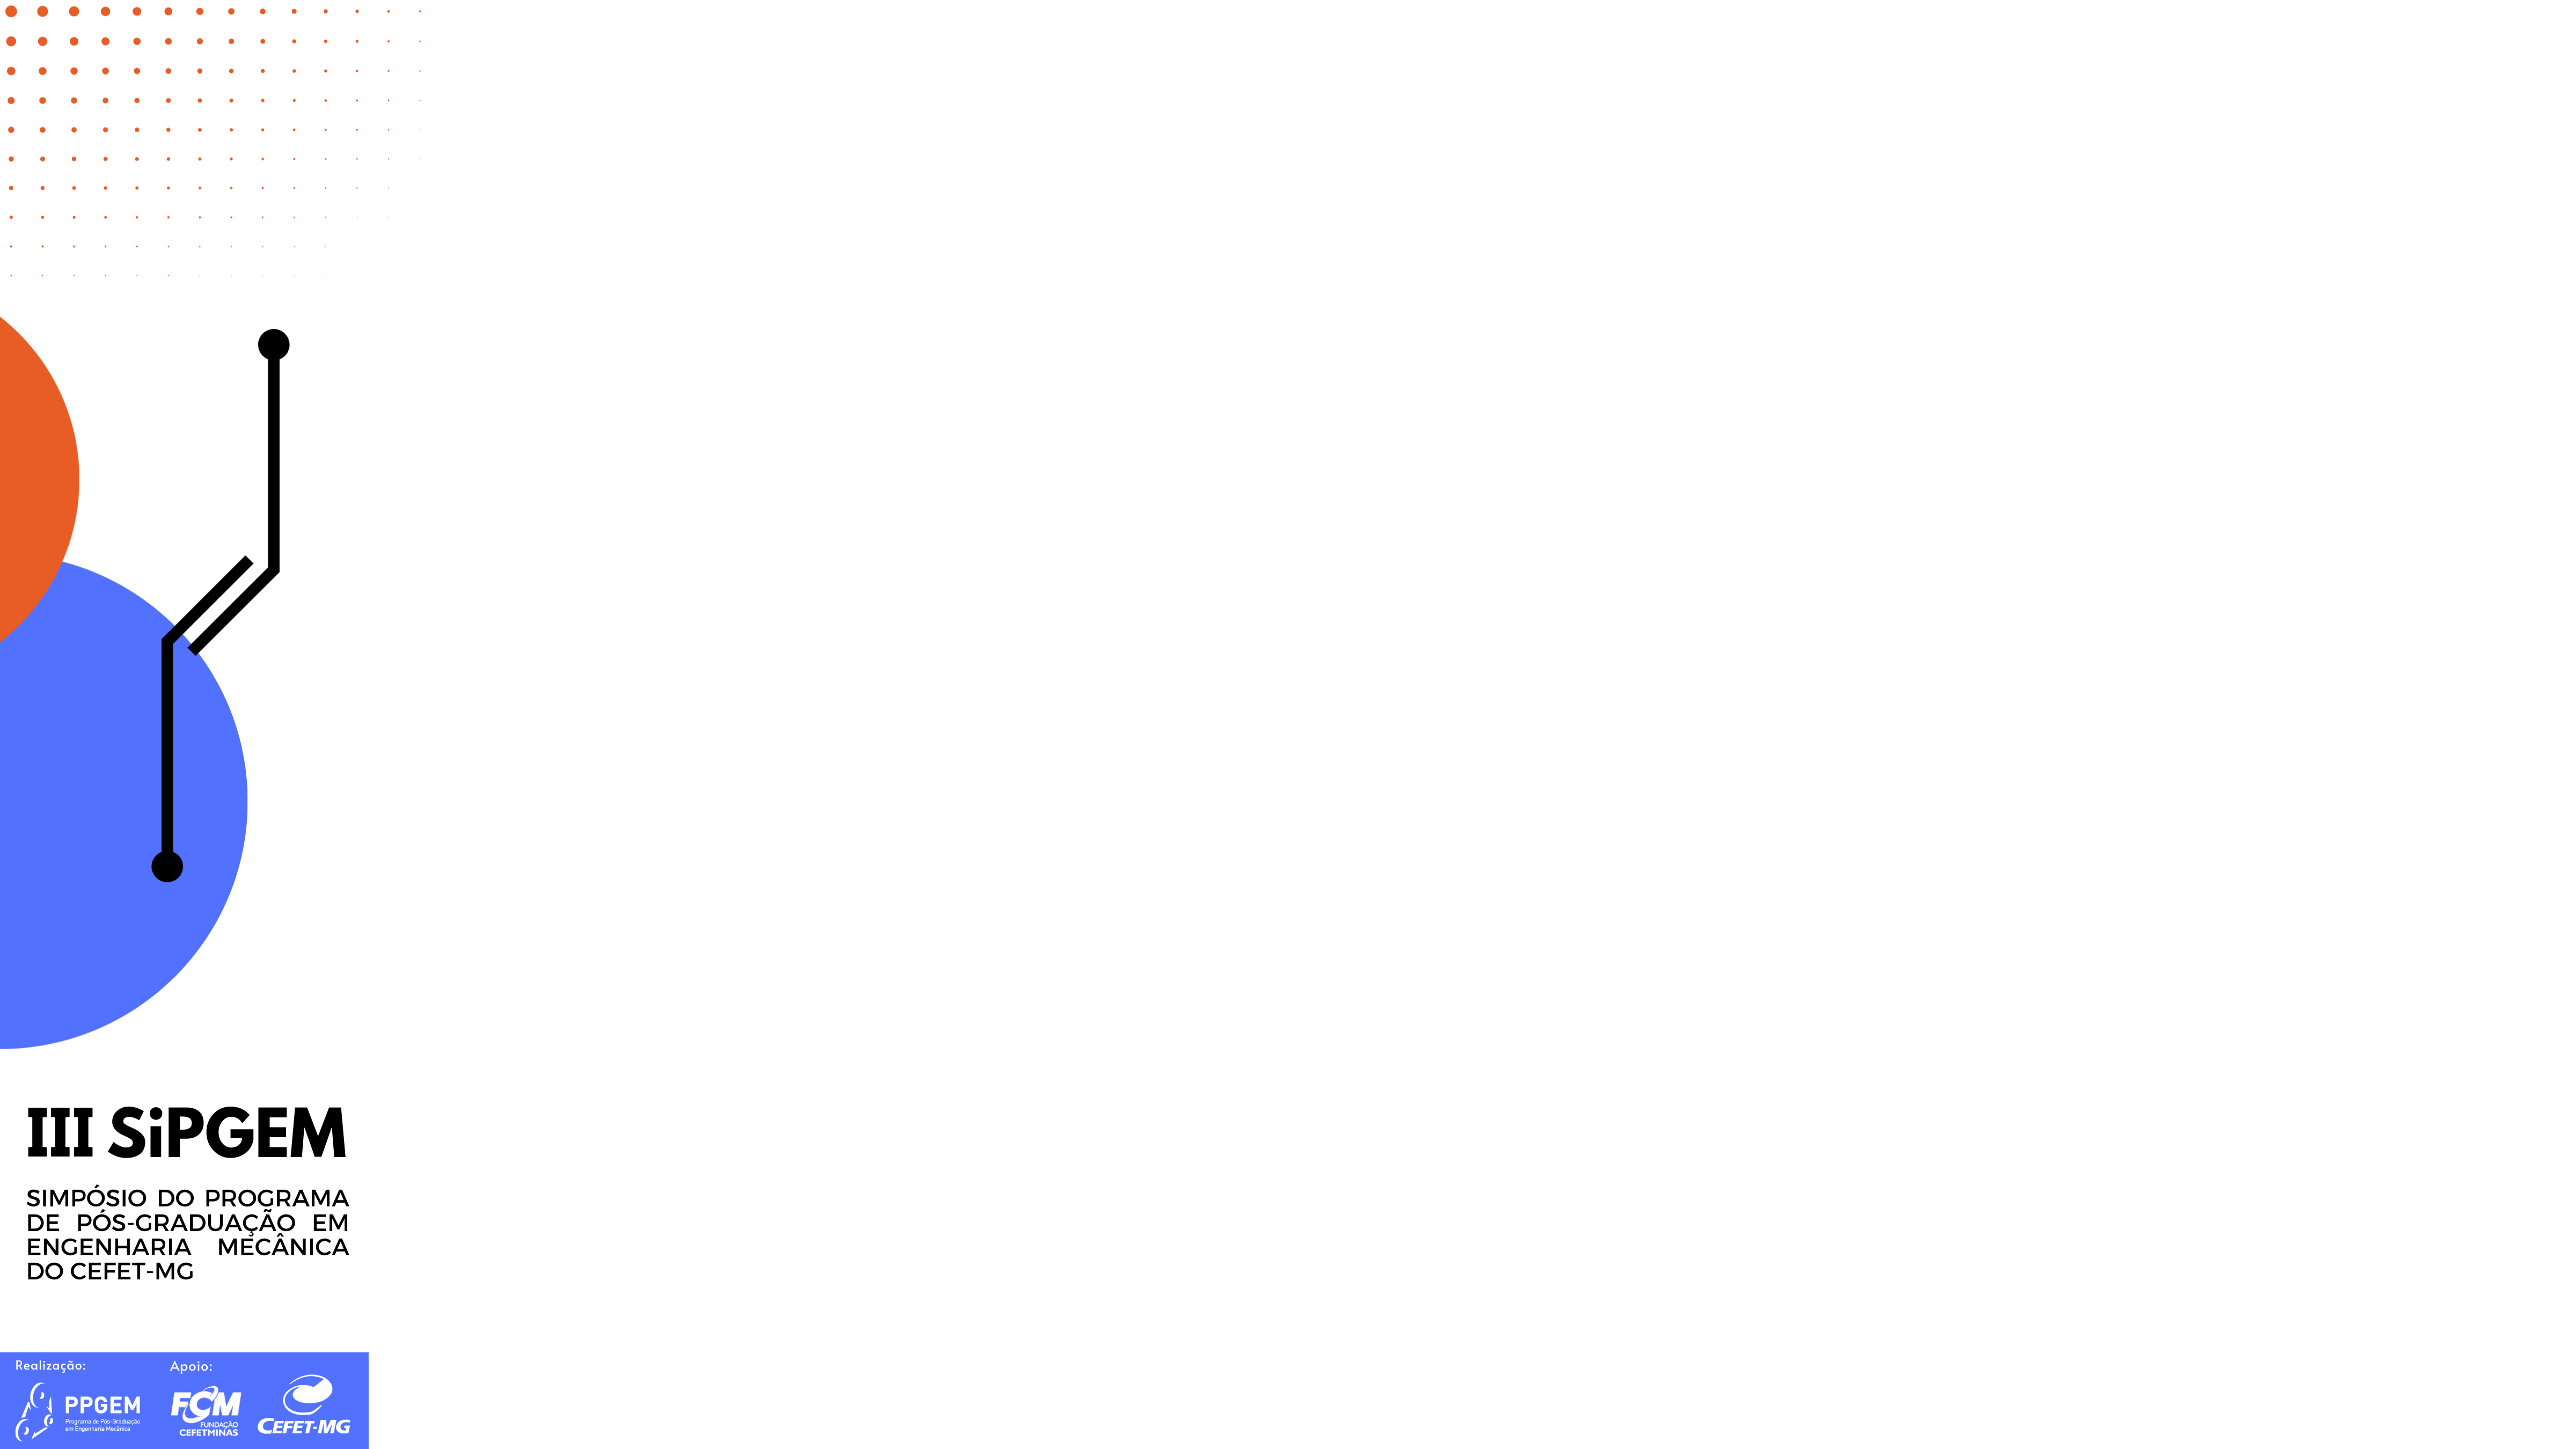 III SiPGEM
SIMPÓSIO DO PROGRAMA
DE PÓS-GRADUAÇÃO EM
ENGENHARIA MECÂNICA
DO CEFET-MG
Realização:
PPGEM
Programa de Pós-Graduação
em Engenharia Mecânica
Apoio:
FCM
FUNDAÇÃO
CEFETMINAS
CEFET-MG